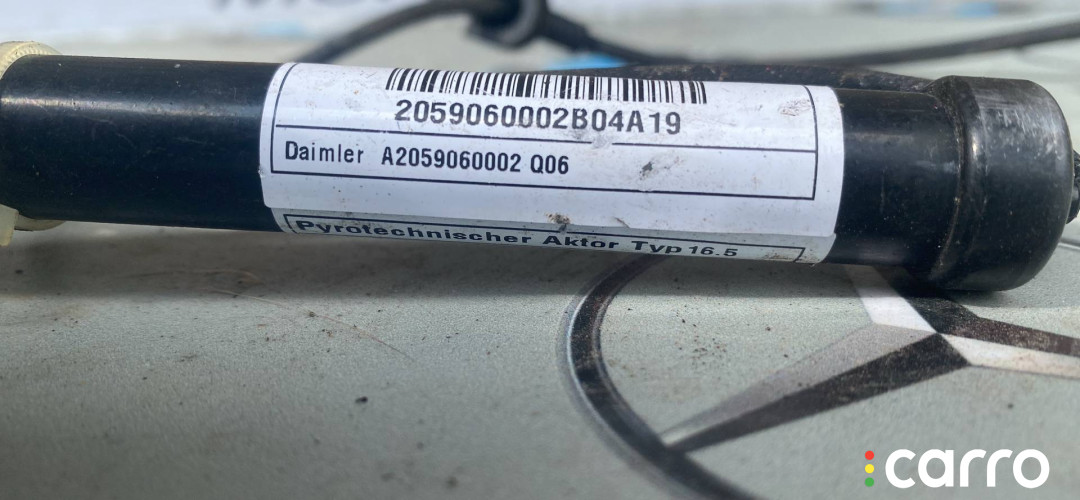 2059060002B04A19
Daimler A2059060002 Q06
Pyrotechnischer Aktor Typ 16.5
carro